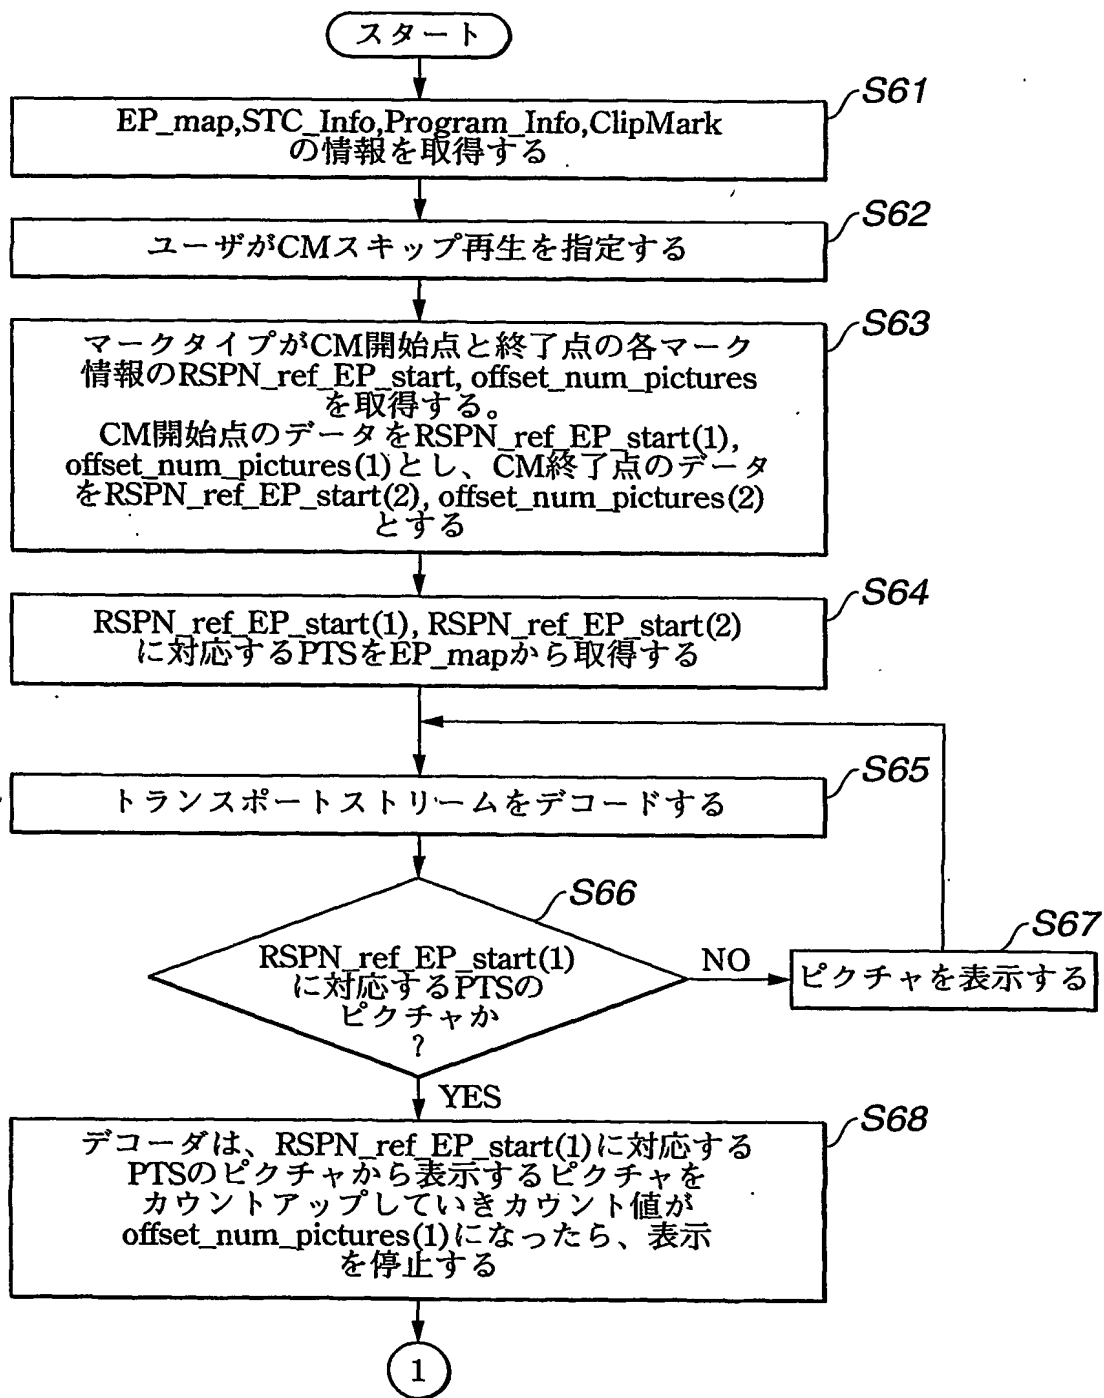 スタート
S61
EP_map,STC_Info,Program_Info,ClipMark
の情報を取得する
S62
ユーザがCMスキップ再生を指定する
S63
マークタイプがCM開始点と終了点の各マーク
情報のRSPN_ref_EP_start, offset_num_pictures
を取得する。
CM開始点のデータをRSPN_ref_EP_start(1),
offset_num_pictures(1)とし、CM終了点のデータ
をRSPN_ref_EP_start(2), offset_num_pictures(2)
とする
S64
RSPN_ref_EP_start(1), RSPN_ref_EP_start(2)
に対応するPTSをEP_mapから取得する
S65
トランスポートストリームをデコードする
S66
RSPN_ref_EP_start(1)
に対応するPTSの
ピクチャか
?
NO
S67
ピクチャを表示する
YES
S68
デコーダは、RSPN_ref_EP_start(1)に対応する
PTSのピクチャから表示するピクチャを
カウントアップしていきカウント値が
offset_num_pictures(1)になったら、表示
を停止する
1